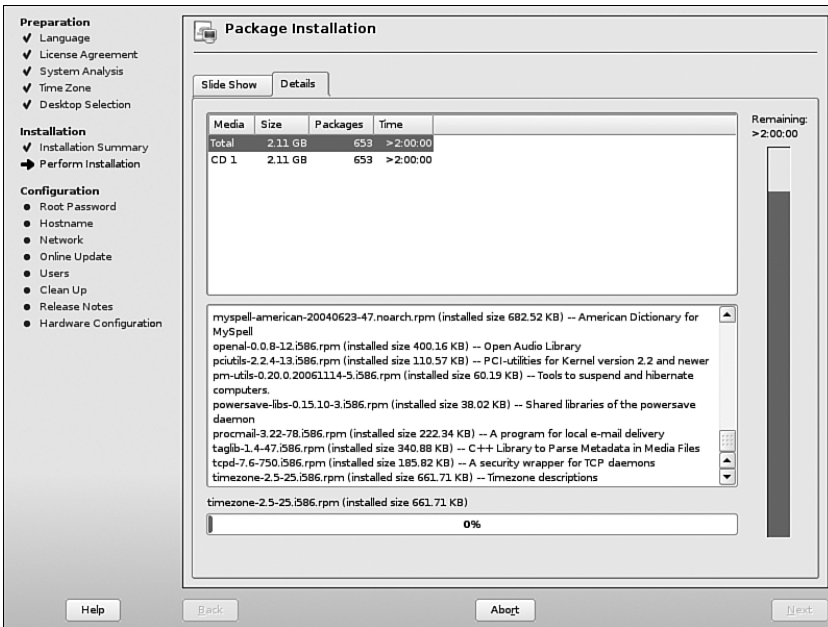 Preparation
Language
License Agreement
System Analysis
Time Zone
Desktop Selection
Installation
Installation Summary
Perform Installation
Configuration
Root Password
Hostname
Network
Online Update
Users
Clean Up
Release Notes
Hardware Configuration
Package Installation
Slide Show Details
Media Size Packages Time
Total 2.11 GB 653 >2:00:00
CD 1 2.11 GB 653 >2:00:00
Remaining:
>2:00:00
myspell-american-20040623-47.noarch.rpm (installed size 682.52 KB) -- American Dictionary for
MySpell
openal-0.0.8-12.i586.rpm (installed size 400.16 KB) -- Open Audio Library
pciutils-2.2.4-13.i586.rpm (installed size 110.57 KB) -- PCI-utilities for Kernel version 2.2 and newer
pm-utils-0.20.0.20061114-5.i586.rpm (installed size 60.19 KB) -- Tools to suspend and hibernate
computers.
powersave-libs-0.15.10-3.i586.rpm (installed size 38.02 KB) -- Shared libraries of the powersave
daemon
procmail-3.22-78.i586.rpm (installed size 222.34 KB) -- A program for local e-mail delivery
taglib-1.4-47.i586.rpm (installed size 340.88 KB) -- C++ Library to Parse Metadata in Media Files
tcpd-7.6-750.i586.rpm (installed size 185.82 KB) -- A security wrapper for TCP daemons
timezone-2.5-25.i586.rpm (installed size 661.71 KB) -- Timezone descriptions
timezone-2.5-25.i586.rpm (installed size 661.71 KB)
0%
Help Back Abort Next